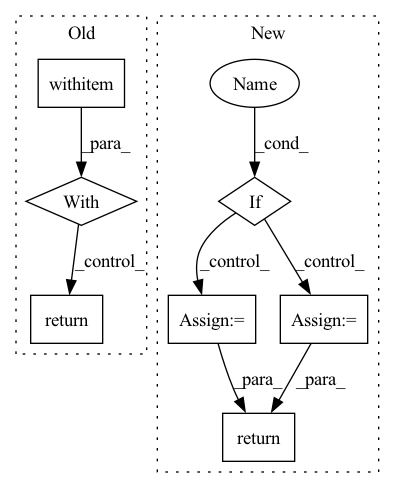 Old
New
withitem
Name
_para_
_cond_
With
If
_control_
_control_
_control_
return
Assign:=
Assign:=
_para_
_para_
return